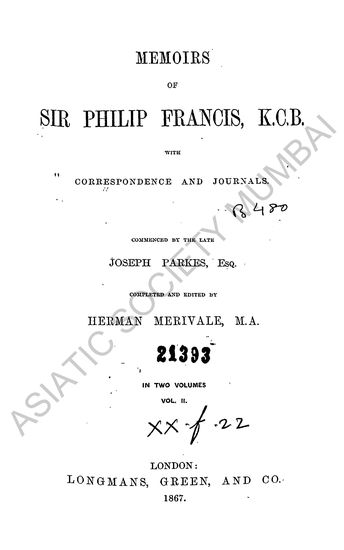 MEMOIRS
OF
SIR PHILIP FRANCIS, K.C.B.
WITH
CORRESPONDENCE AND JOURNALS.
B 480
COMMENCED BY THE LATE
JOSEPH PARKES, ESQ.
COMPLETED AND EDITED BY
HERMAN MERIVALE, M.A.
21393
IN TWO VOLUMES
VOL. II.
XX-f-22
LONDON:
LONGMANS, GREEN, AND CO.
1867.
ASIATIC SOCIETY MUMBAI